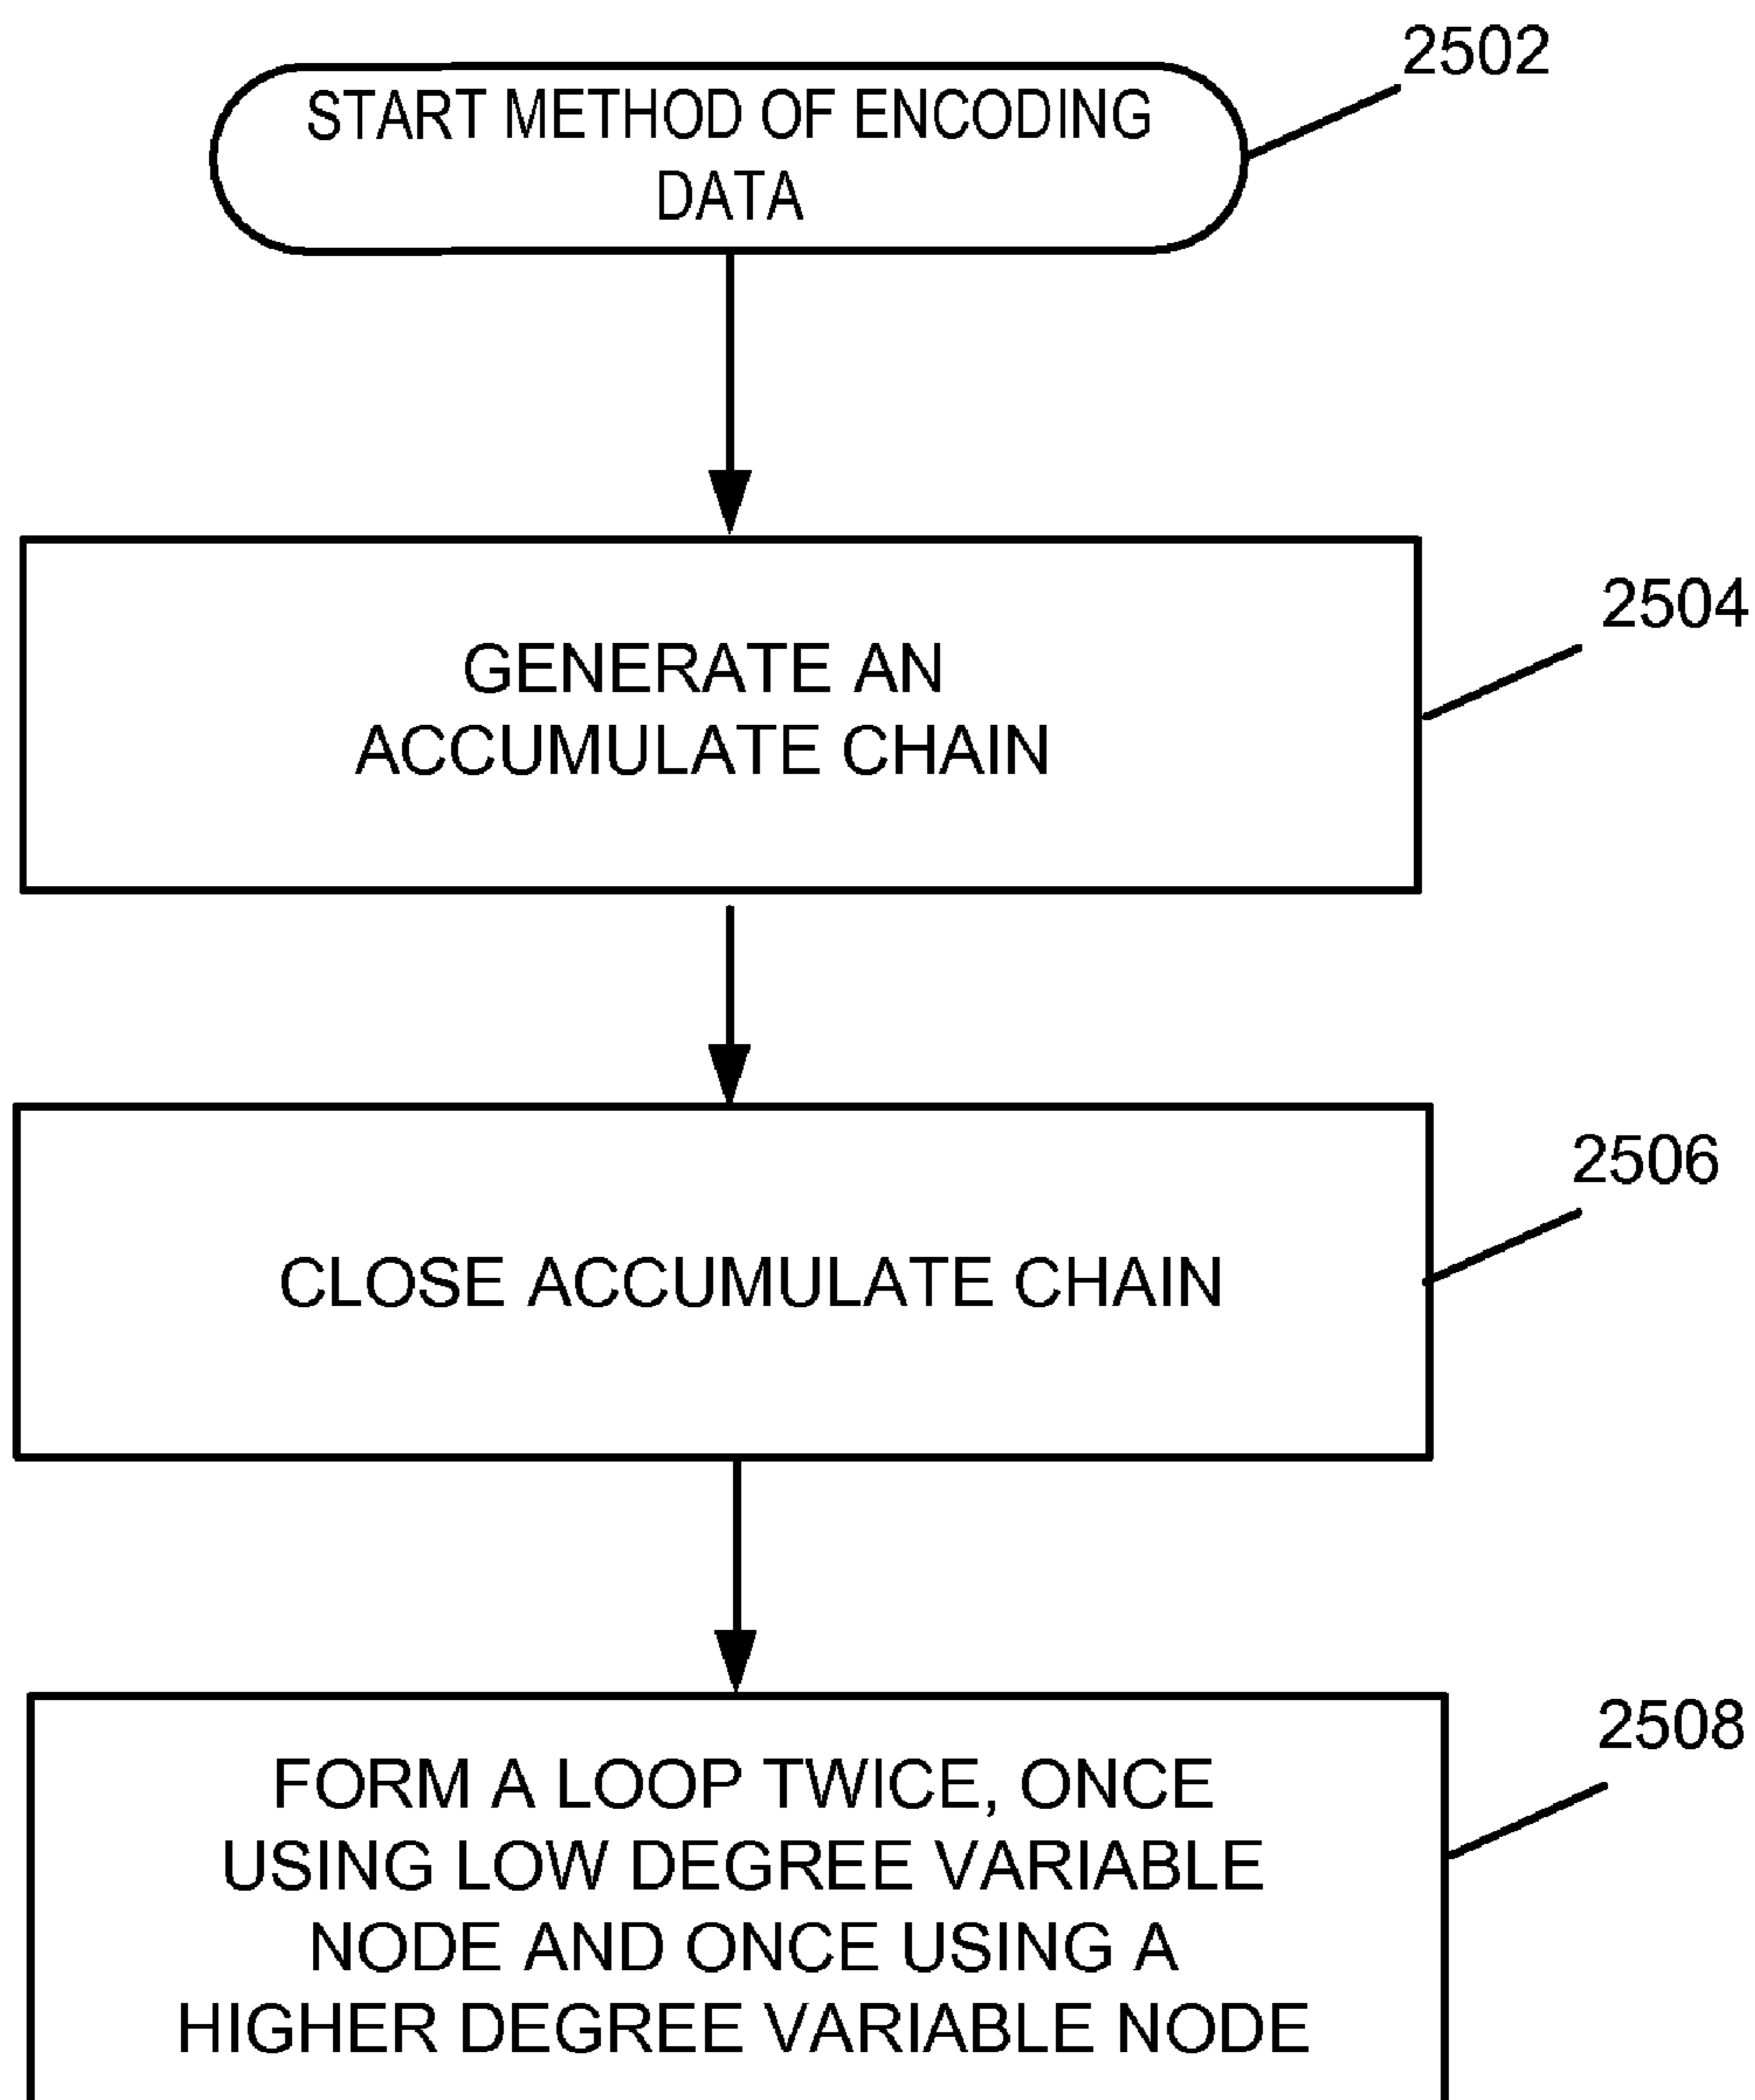 2502
START METHOD OF ENCODING
DATA
2504
GENERATE AN
ACCUMULATE CHAIN
2506
CLOSE ACCUMULATE CHAIN
2508
FORM A LOOP TWICE, ONCE
USING LOW DEGREE VARIABLE
NODE AND ONCE USING A
HIGHER DEGREE VARIABLE NODE